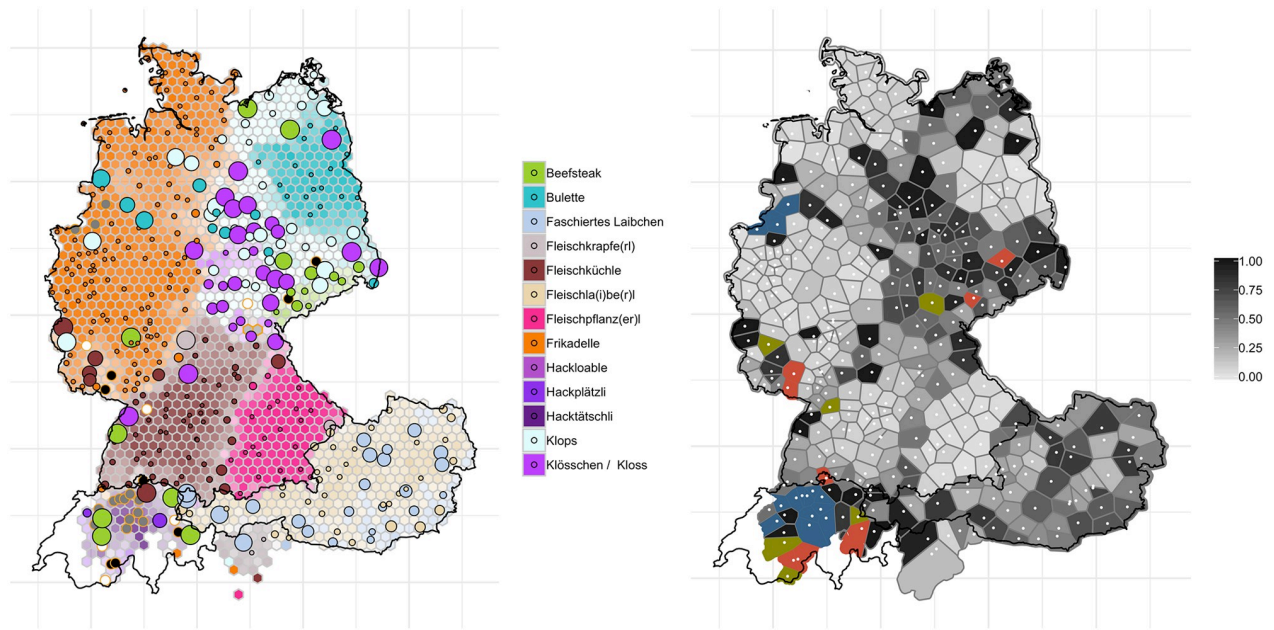 Beefsteak
Bulette
Faschiertes Laibchen
Fleischkrapfe(rl)
Fleischküchle
Fleischla(i)be(r)l
Fleischpflanz(er)l
Frikadelle
Hackloable
Hackplätzli
Hacktätschli
Klops
Klösschen / Kloss
1.00
0.75
0.50
0.25
0.00